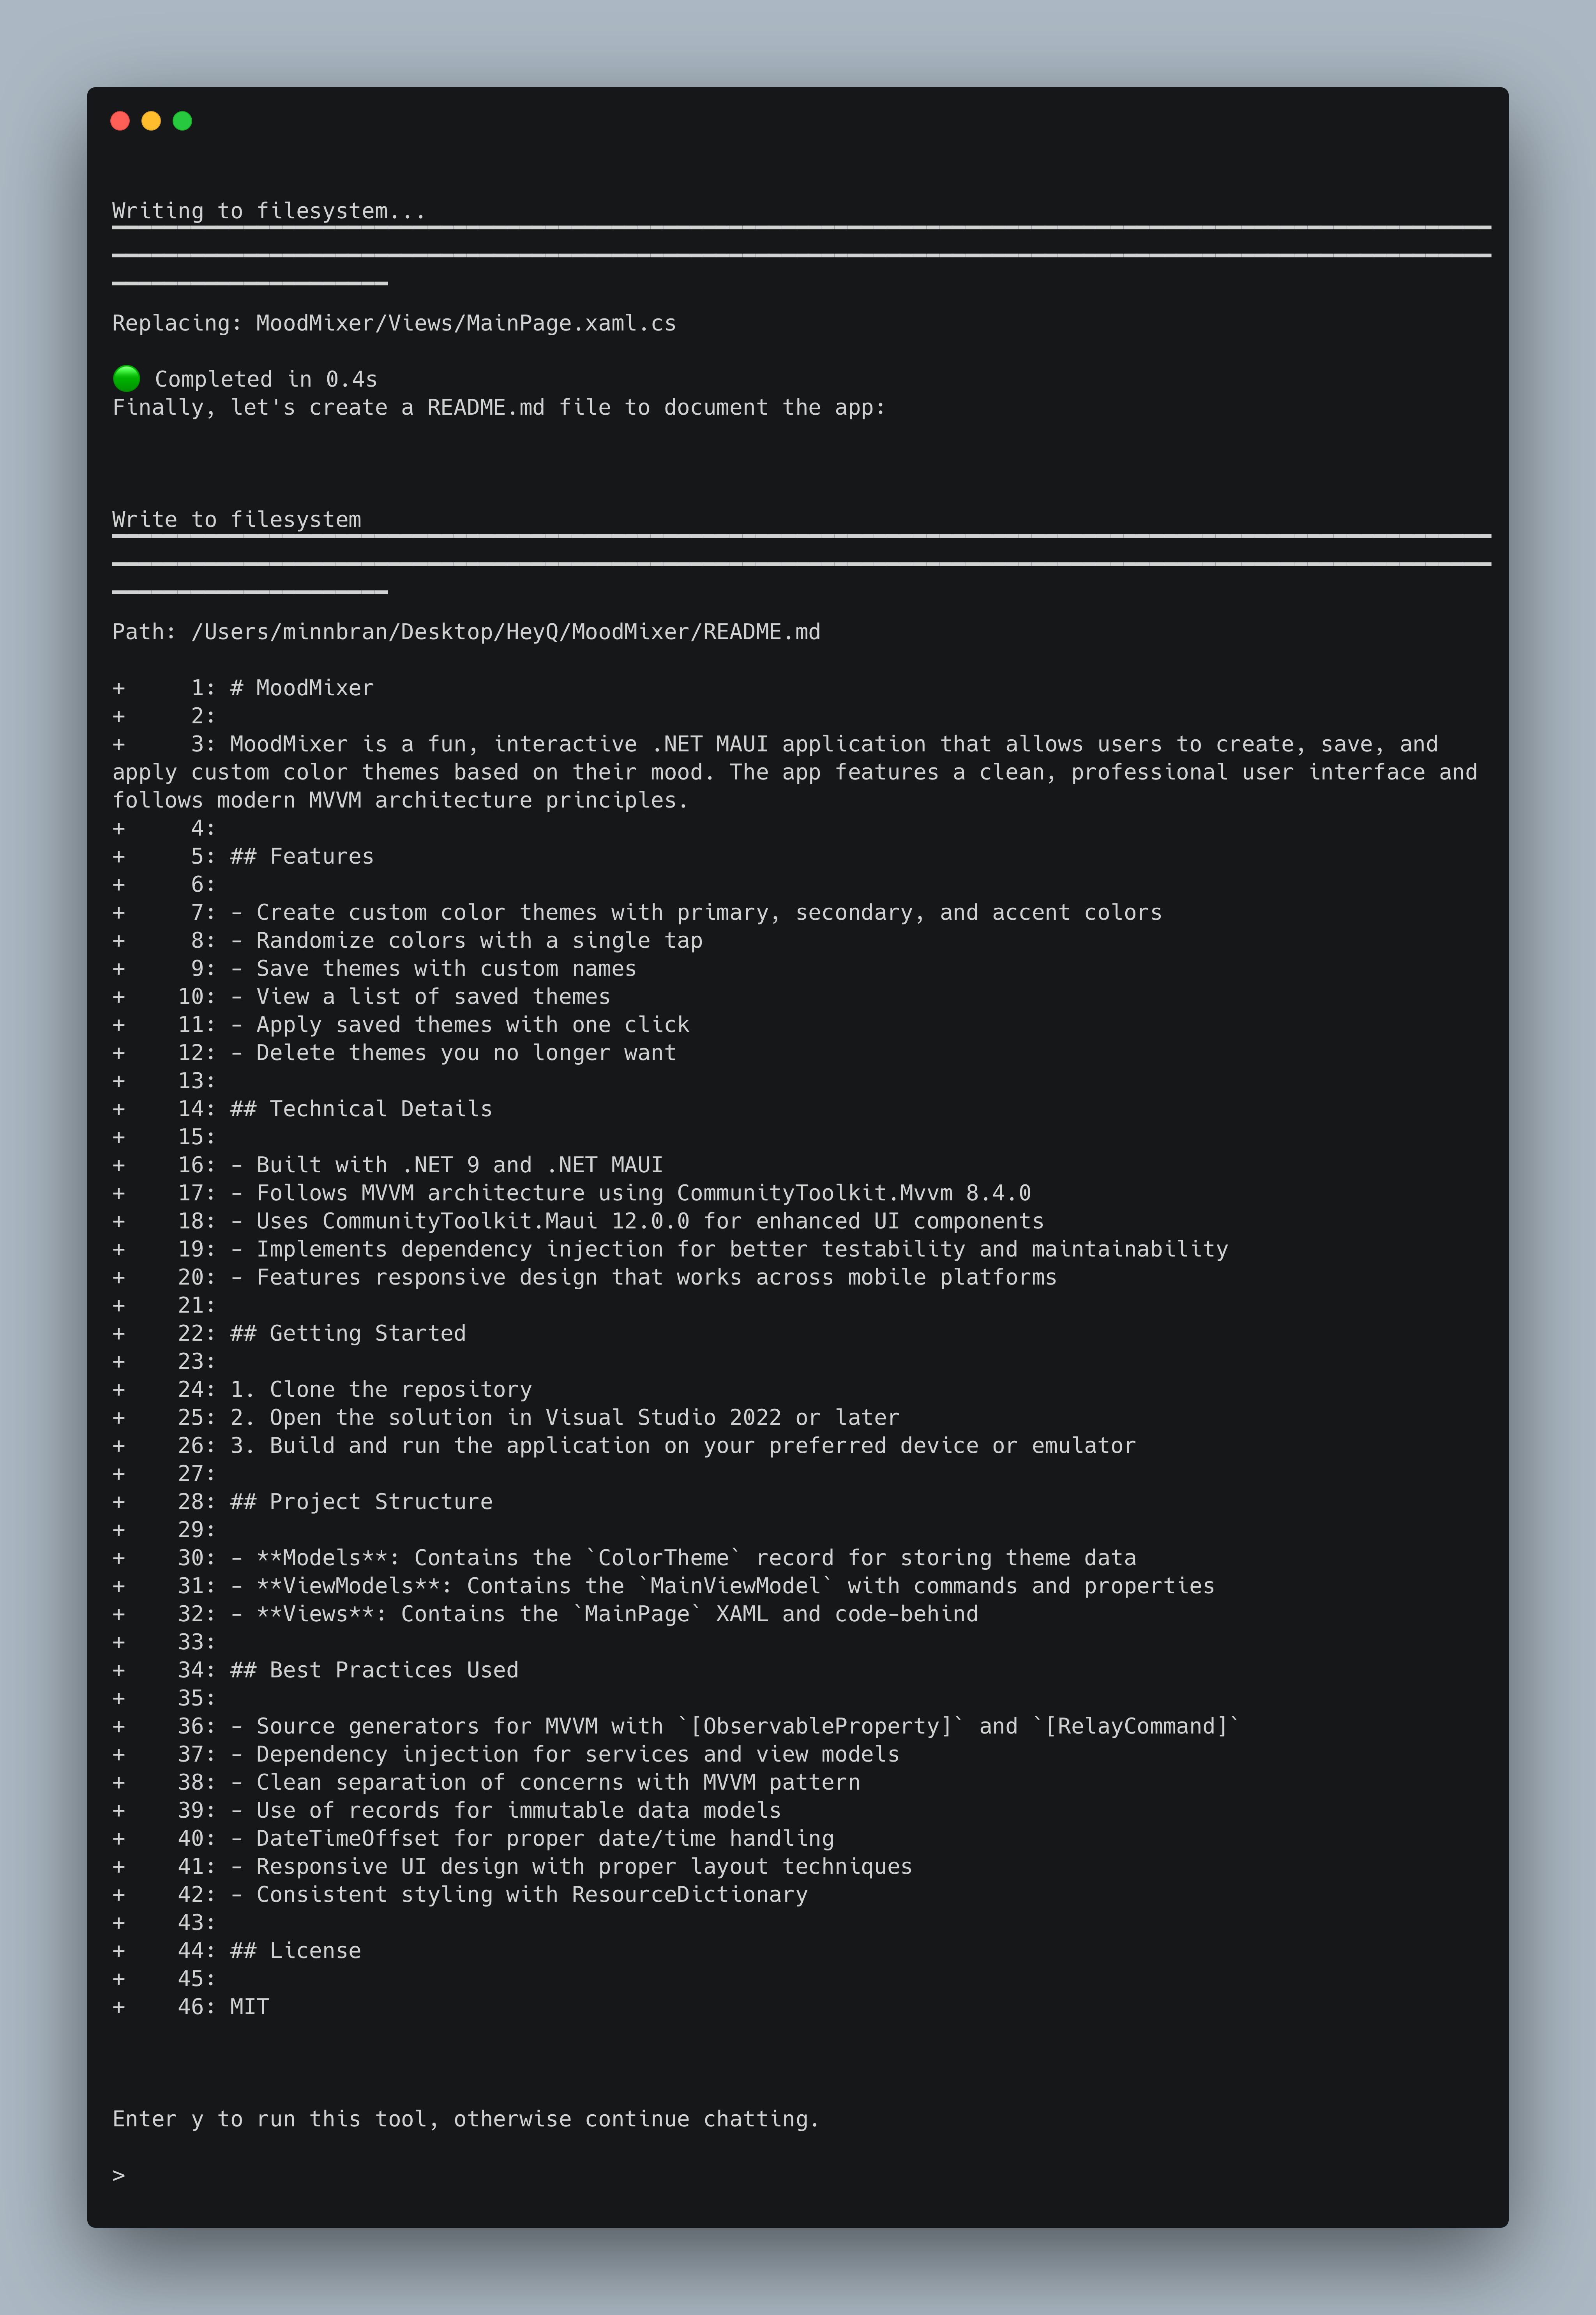 Writing to filesystem...
Replacing: MoodMixer/Views/MainPage.xaml.cs
Completed in 0.4s
Finally, let's create a README.md file to document the app:
Write to filesystem
Path: /Users/minnbran/Desktop/HeyQ/MoodMixer/README.md
+     1: # MoodMixer
+     2:
+     3: MoodMixer is a fun, interactive .NET MAUI application that allows users to create, save, and
apply custom color themes based on their mood. The app features a clean, professional user interface and
follows modern MVVM architecture principles.
+     4:
+     5: ## Features
+     6:
+     7: - Create custom color themes with primary, secondary, and accent colors
+     8: - Randomize colors with a single tap
+     9: - Save themes with custom names
+    10: - View a list of saved themes
+    11: - Apply saved themes with one click
+    12: - Delete themes you no longer want
+    13:
+    14: ## Technical Details
+    15:
+    16: - Built with .NET 9 and .NET MAUI
+    17: - Follows MVVM architecture using CommunityToolkit.Mvvm 8.4.0
+    18: - Uses CommunityToolkit.Maui 12.0.0 for enhanced UI components
+    19: - Implements dependency injection for better testability and maintainability
+    20: - Features responsive design that works across mobile platforms
+    21:
+    22: ## Getting Started
+    23:
+    24: 1. Clone the repository
+    25: 2. Open the solution in Visual Studio 2022 or later
+    26: 3. Build and run the application on your preferred device or emulator
+    27:
+    28: ## Project Structure
+    29:
+    30: - **Models**: Contains the `ColorTheme` record for storing theme data
+    31: - **ViewModels**: Contains the `MainViewModel` with commands and properties
+    32: - **Views**: Contains the `MainPage` XAML and code-behind
+    33:
+    34: ## Best Practices Used
+    35:
+    36: - Source generators for MVVM with `[ObservableProperty]` and `[RelayCommand]`
+    37: - Dependency injection for services and view models
+    38: - Clean separation of concerns with MVVM pattern
+    39: - Use of records for immutable data models
+    40: - DateTimeOffset for proper date/time handling
+    41: - Responsive UI design with proper layout techniques
+    42: - Consistent styling with ResourceDictionary
+    43:
+    44: ## License
+    45:
+    46: MIT
Enter y to run this tool, otherwise continue chatting.
>